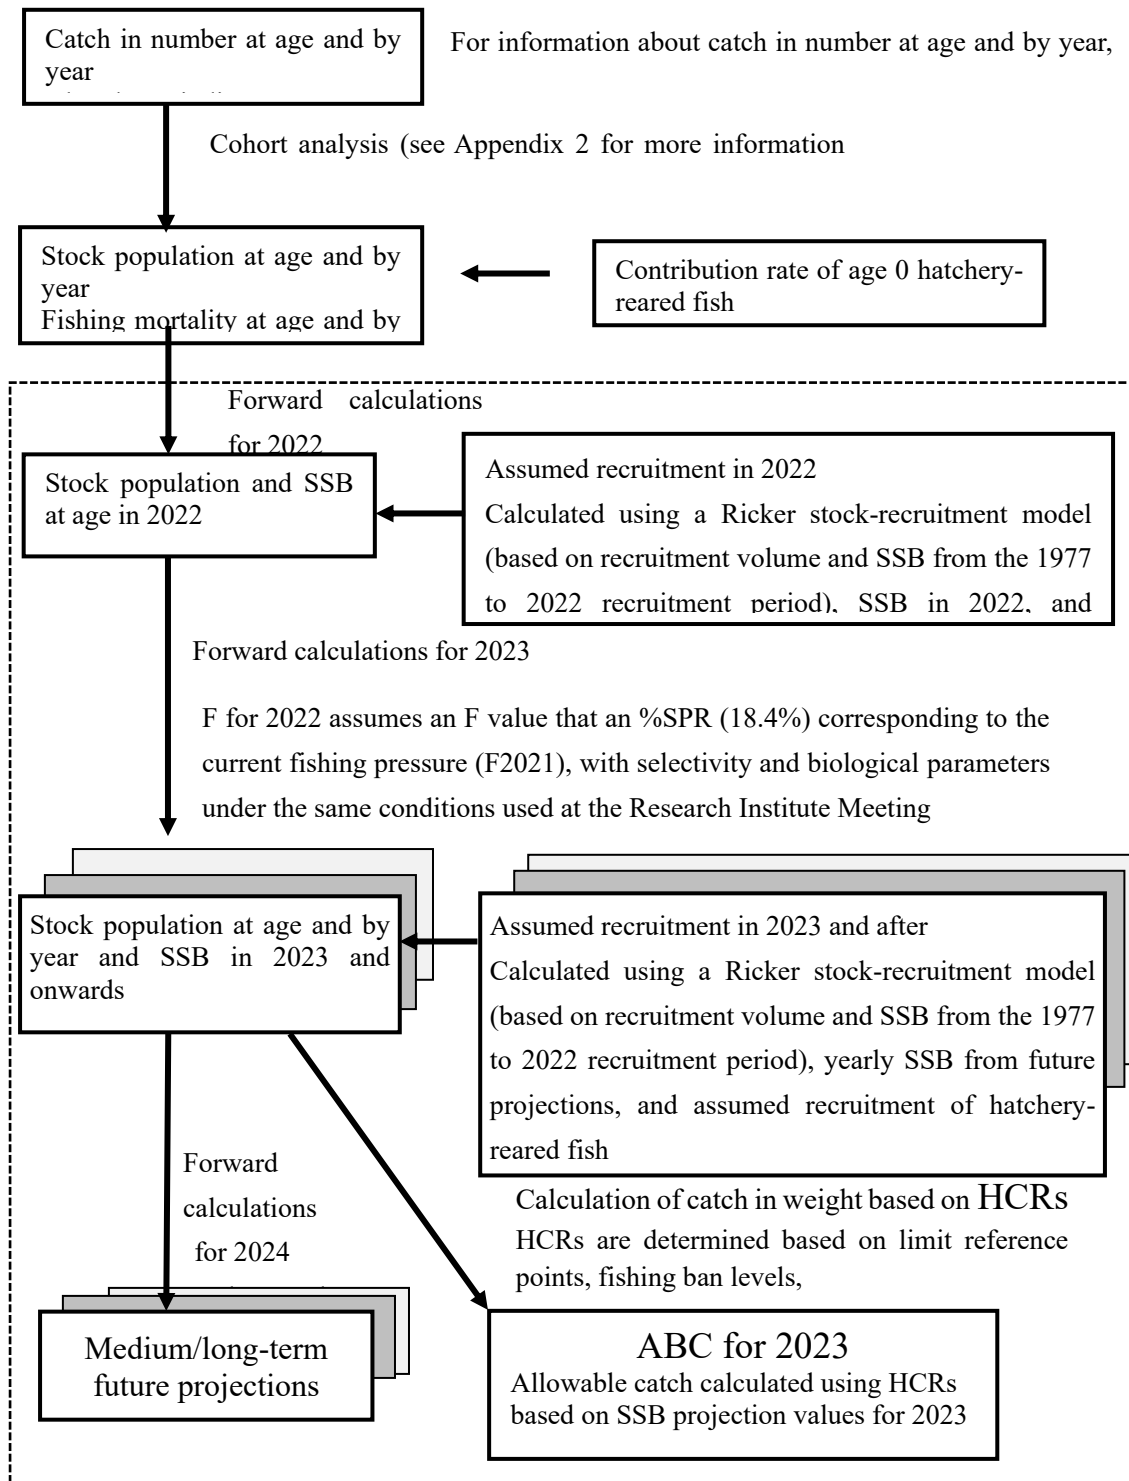 Catch in number at age and by
year
For information about catch in number at age and by year,
Cohort analysis (see Appendix 2 for more information
Stock population at age and by
year
Fishing mortality at age and by
Contribution rate of age 0 hatchery-
reared fish
Forward calculations
for 2022
Stock population and SSB
at age in 2022
Assumed recruitment in 2022
Calculated using a Ricker stock-recruitment model
(based on recruitment volume and SSB from the 1977
to 2022 recruitment period), SSB in 2022, and
Forward calculations for 2023
F for 2022 assumes an F value that an %SPR (18.4%) corresponding to the
current fishing pressure (F2021), with selectivity and biological parameters
under the same conditions used at the Research Institute Meeting
Stock population at age and by
year and SSB in 2023 and
onwards
Assumed recruitment in 2023 and after
Calculated using a Ricker stock-recruitment model
(based on recruitment volume and SSB from the 1977
to 2022 recruitment period), yearly SSB from future
projections, and assumed recruitment of hatchery-
reared fish
Forward
calculations
for 2024
Calculation of catch in weight based on HCRs
HCRs are determined based on limit reference
points, fishing ban levels,
Medium/long-term
future projections
ABC for 2023
Allowable catch calculated using HCRs
based on SSB projection values for 2023